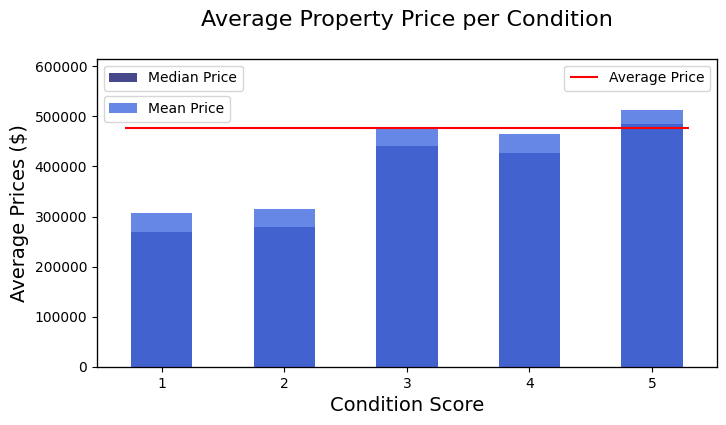 Average Property Price per Condition
Median Price
Mean Price
Average Price
600000
500000
400000
300000
200000
100000
0
Average Prices ($)
1 2 3 4 5
Condition Score